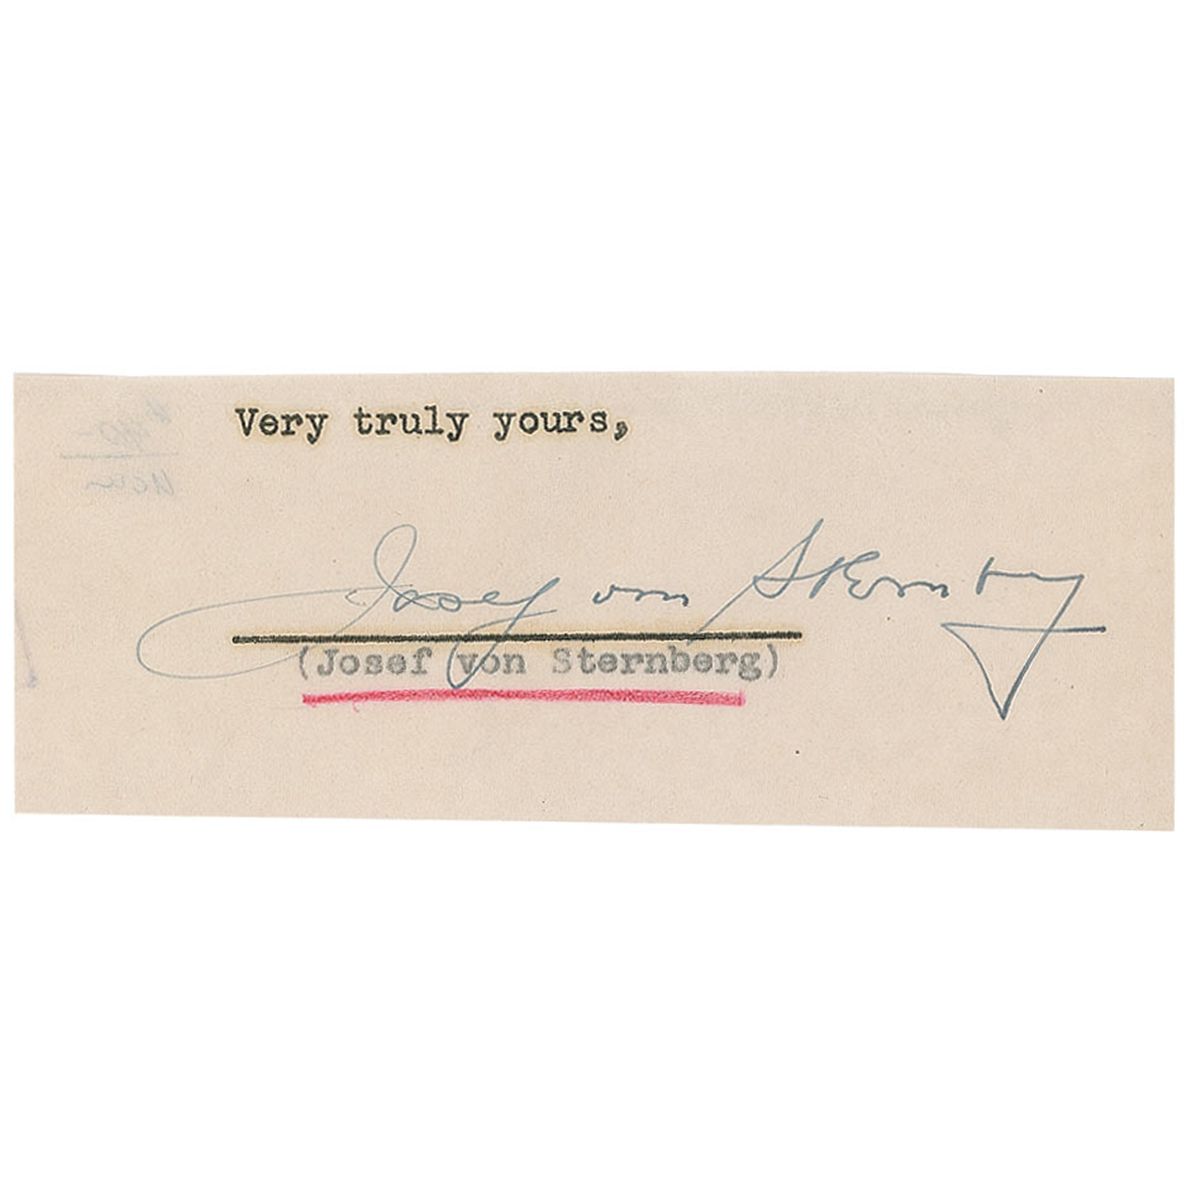 Very truly yours,
Josef von Sternberg
(Josef von Sternberg)